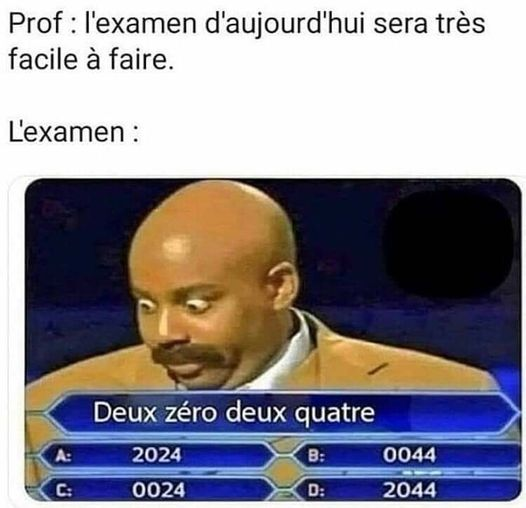 Prof : l'examen d'aujourd'hui sera très
facile à faire.
L'examen :
Deux zéro deux quatre
A: 2024 B: 0044
C: 0024 D: 2044